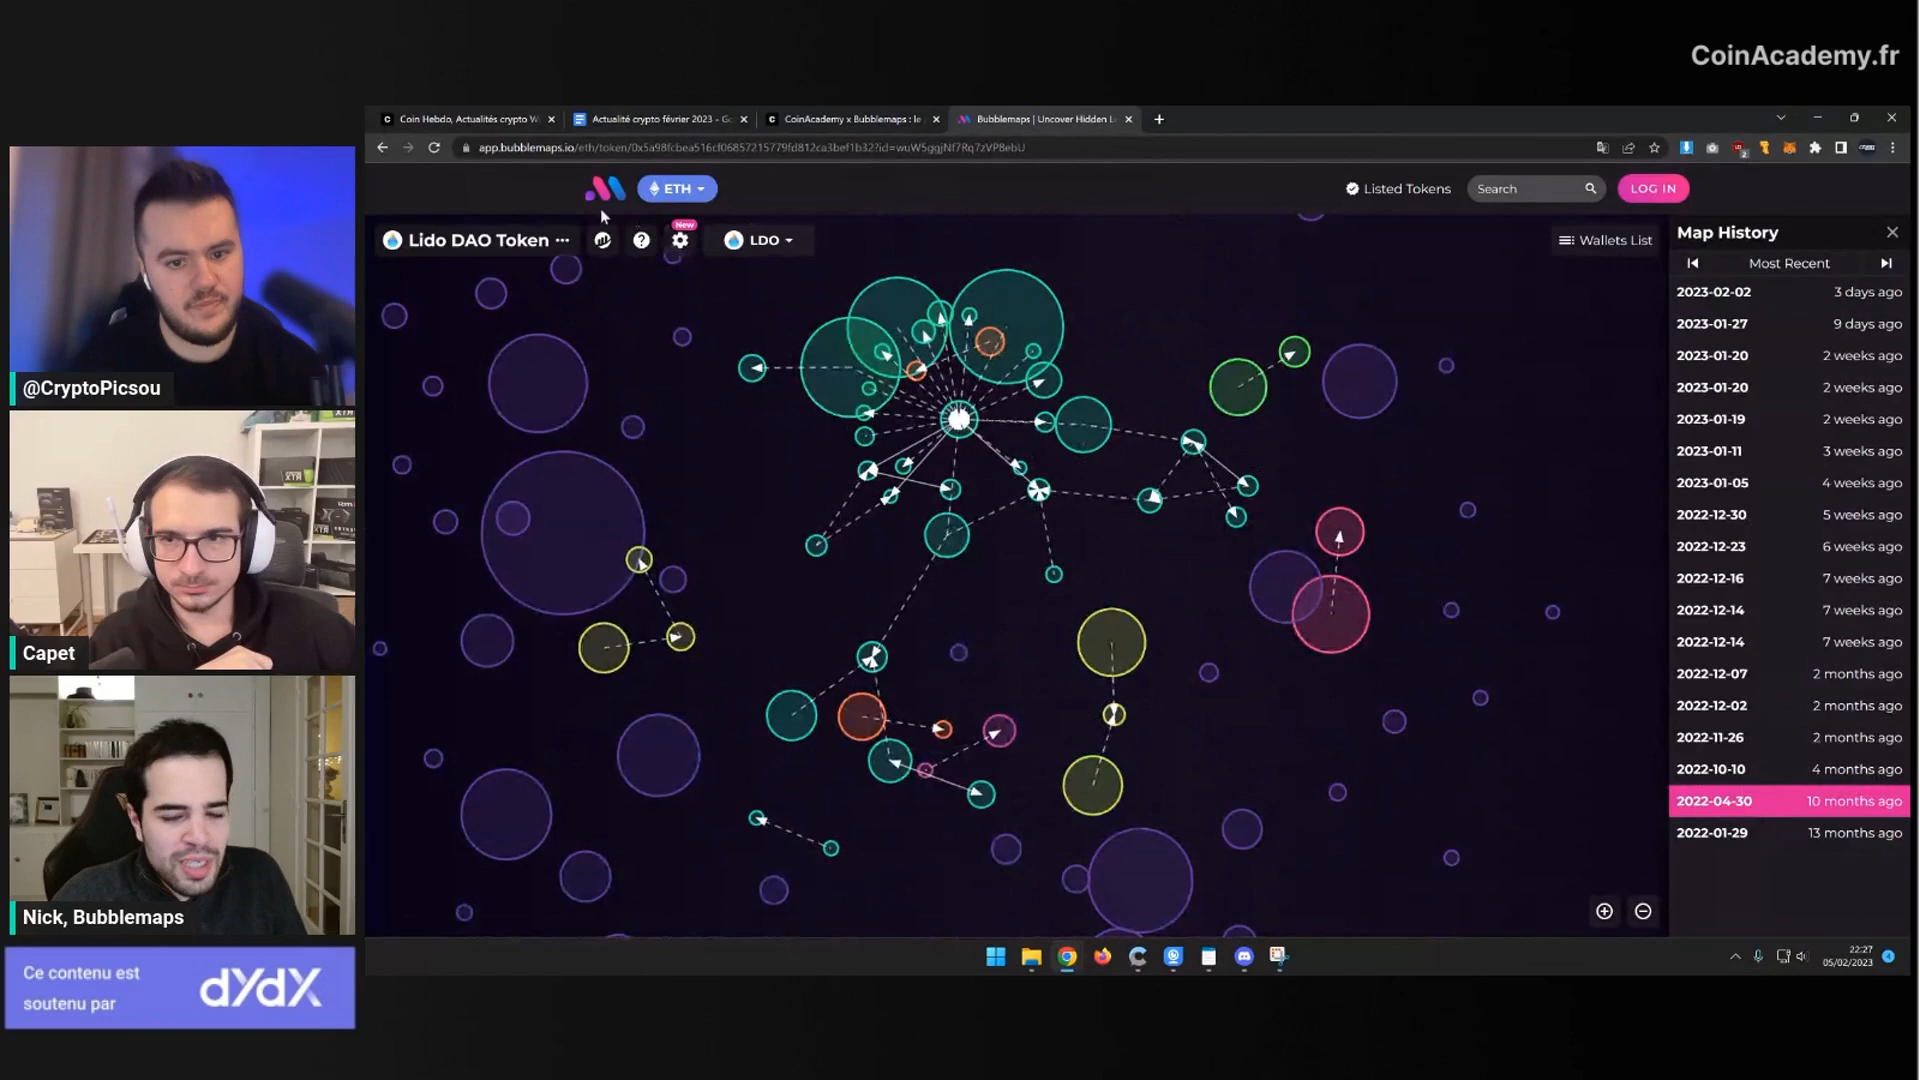 CoinAcademy.fr
Coin Hebdo, Actualités crypto W
Actualité crypto février 2023 - Go
CoinAcademy x Bubblemaps : le
Bubblemaps | Uncover Hidden L
app.bubblemaps.io/eth/token/0x5a98fcbea516cf06857215779fd812ca3bef1b32?id=wuW5gqjNf7Rq7zVP8ebU
ETH
Listed Tokens
Search
LOG IN
Lido DAO Token
New
LDO
Wallets List
Map History
Most Recent
2023-02-02 3 days ago
2023-01-27 9 days ago
2023-01-20 2 weeks ago
2023-01-20 2 weeks ago
2023-01-19 2 weeks ago
2023-01-11 3 weeks ago
2023-01-05 4 weeks ago
2022-12-30 5 weeks ago
2022-12-23 6 weeks ago
2022-12-16 7 weeks ago
2022-12-14 7 weeks ago
2022-12-14 7 weeks ago
2022-12-07 2 months ago
2022-12-02 2 months ago
2022-11-26 2 months ago
2022-10-10 4 months ago
2022-04-30 10 months ago
2022-01-29 13 months ago
@CryptoPicsou
Capet
Nick, Bubblemaps
Ce contenu est
soutenu par
dYdX
22:27
05/02/2023
4